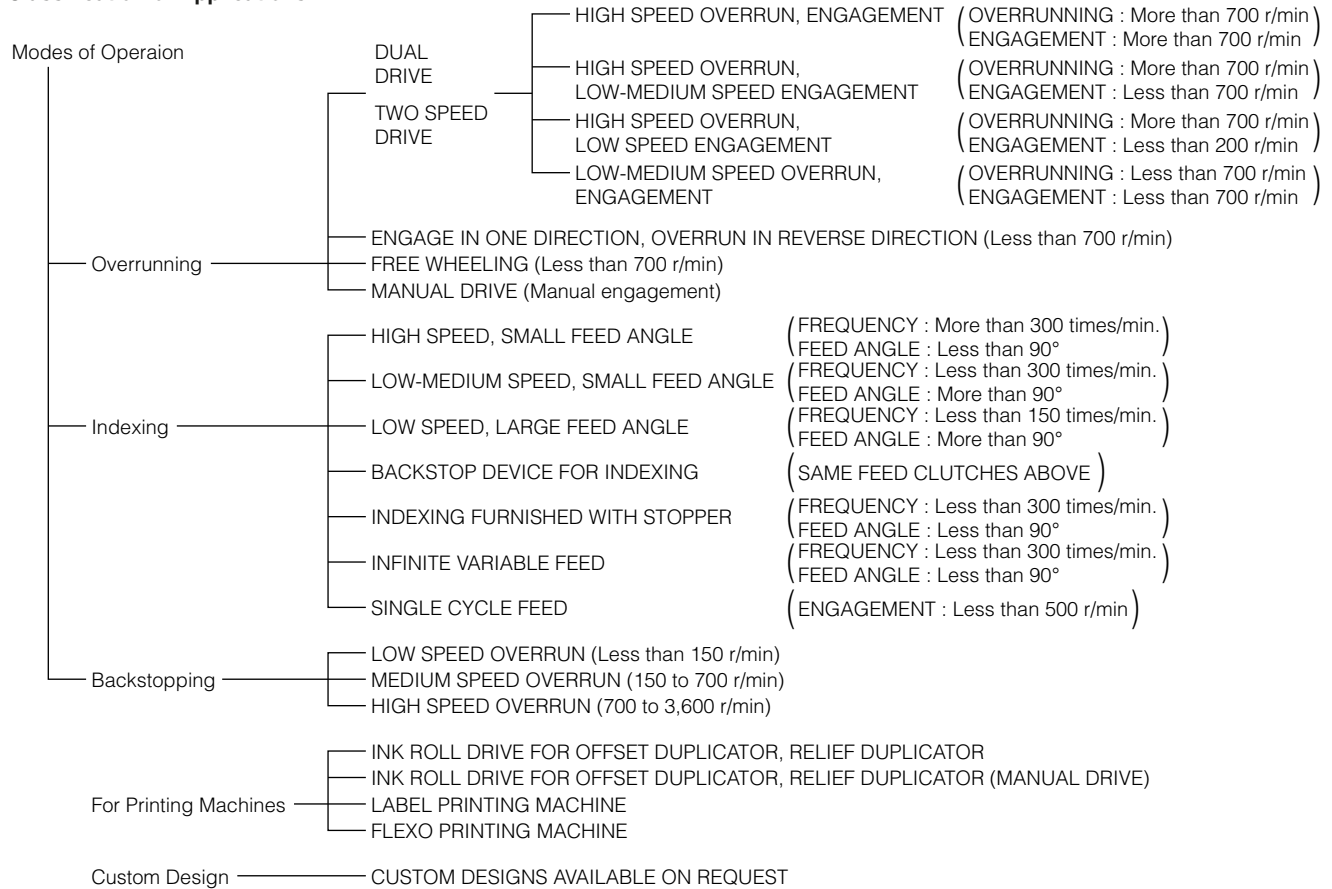 Modes of Operaion
DUAL
DRIVE
TWO SPEED
DRIVE
HIGH SPEED OVERRUN, ENGAGEMENT
(OVERRUNNING : More than 700 r/min
ENGAGEMENT : More than 700 r/min)
HIGH SPEED OVERRUN,
LOW-MEDIUM SPEED ENGAGEMENT
(OVERRUNNING : More than 700 r/min
ENGAGEMENT : Less than 700 r/min)
HIGH SPEED OVERRUN,
LOW SPEED ENGAGEMENT
(OVERRUNNING : More than 700 r/min
ENGAGEMENT : Less than 200 r/min)
LOW-MEDIUM SPEED OVERRUN,
ENGAGEMENT
(OVERRUNNING : Less than 700 r/min
ENGAGEMENT : Less than 700 r/min)
Overrunning
ENGAGE IN ONE DIRECTION, OVERRUN IN REVERSE DIRECTION (Less than 700 r/min)
FREE WHEELING (Less than 700 r/min)
MANUAL DRIVE (Manual engagement)
Indexing
HIGH SPEED, SMALL FEED ANGLE
(FREQUENCY : More than 300 times/min.
FEED ANGLE : Less than 90°)
LOW-MEDIUM SPEED, SMALL FEED ANGLE
(FREQUENCY : Less than 300 times/min.
FEED ANGLE : More than 90°)
LOW SPEED, LARGE FEED ANGLE
(FREQUENCY : Less than 150 times/min.
FEED ANGLE : More than 90°)
BACKSTOP DEVICE FOR INDEXING
(SAME FEED CLUTCHES ABOVE)
INDEXING FURNISHED WITH STOPPER
(FREQUENCY : Less than 300 times/min.
FEED ANGLE : Less than 90°)
INFINITE VARIABLE FEED
(FREQUENCY : Less than 300 times/min.
FEED ANGLE : Less than 90°)
SINGLE CYCLE FEED
(ENGAGEMENT : Less than 500 r/min)
Backstopping
LOW SPEED OVERRUN (Less than 150 r/min)
MEDIUM SPEED OVERRUN (150 to 700 r/min)
HIGH SPEED OVERRUN (700 to 3,600 r/min)
For Printing Machines
INK ROLL DRIVE FOR OFFSET DUPLICATOR, RELIEF DUPLICATOR
INK ROLL DRIVE FOR OFFSET DUPLICATOR, RELIEF DUPLICATOR (MANUAL DRIVE)
LABEL PRINTING MACHINE
FLEXO PRINTING MACHINE
Custom Design
CUSTOM DESIGNS AVAILABLE ON REQUEST